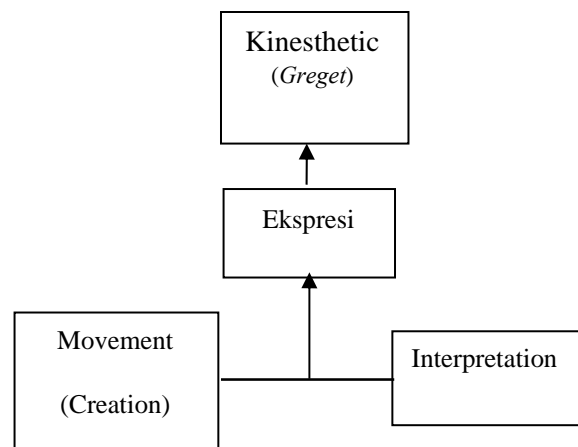 Kinesthetic
(Greget)
Ekspresi
Movement
(Creation)
Interpretation